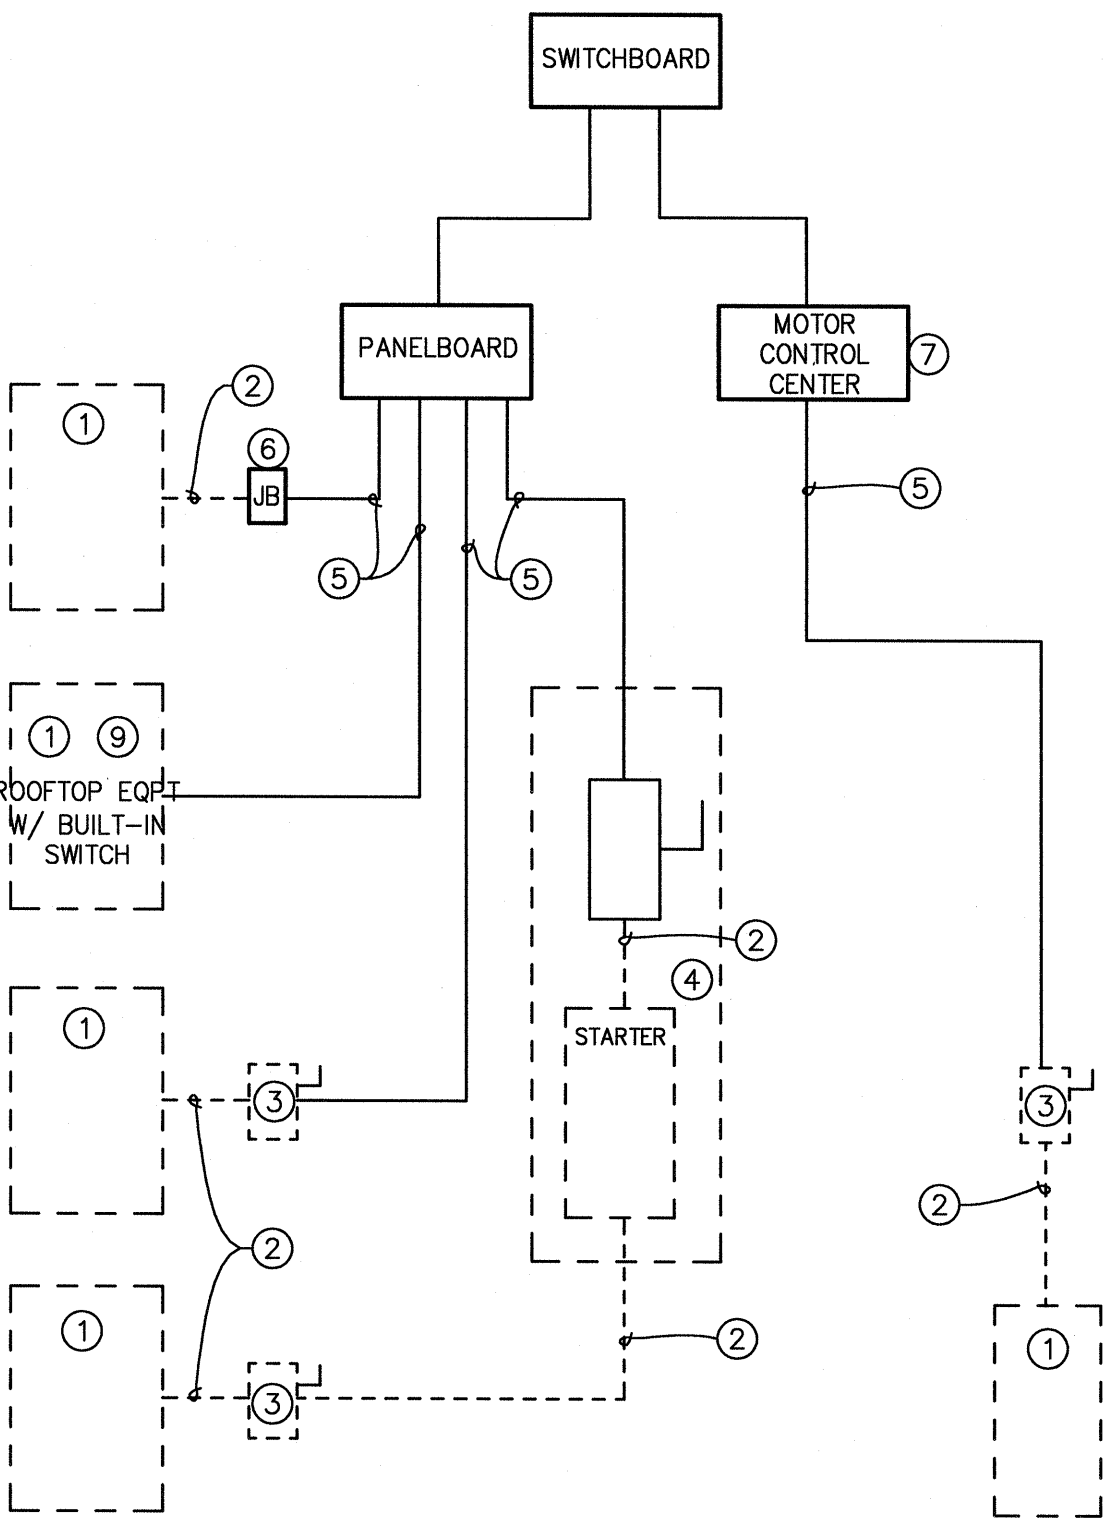 SWITCHBOARD
PANELBOARD
MOTOR
CONTROL
CENTER
7
2
1
6
JB
5
5
5
1 9
ROOFTOP EQPT
W/ BUILT-IN
SWITCH
2
4
STARTER
1
3
3
2
2
1
3
2
1